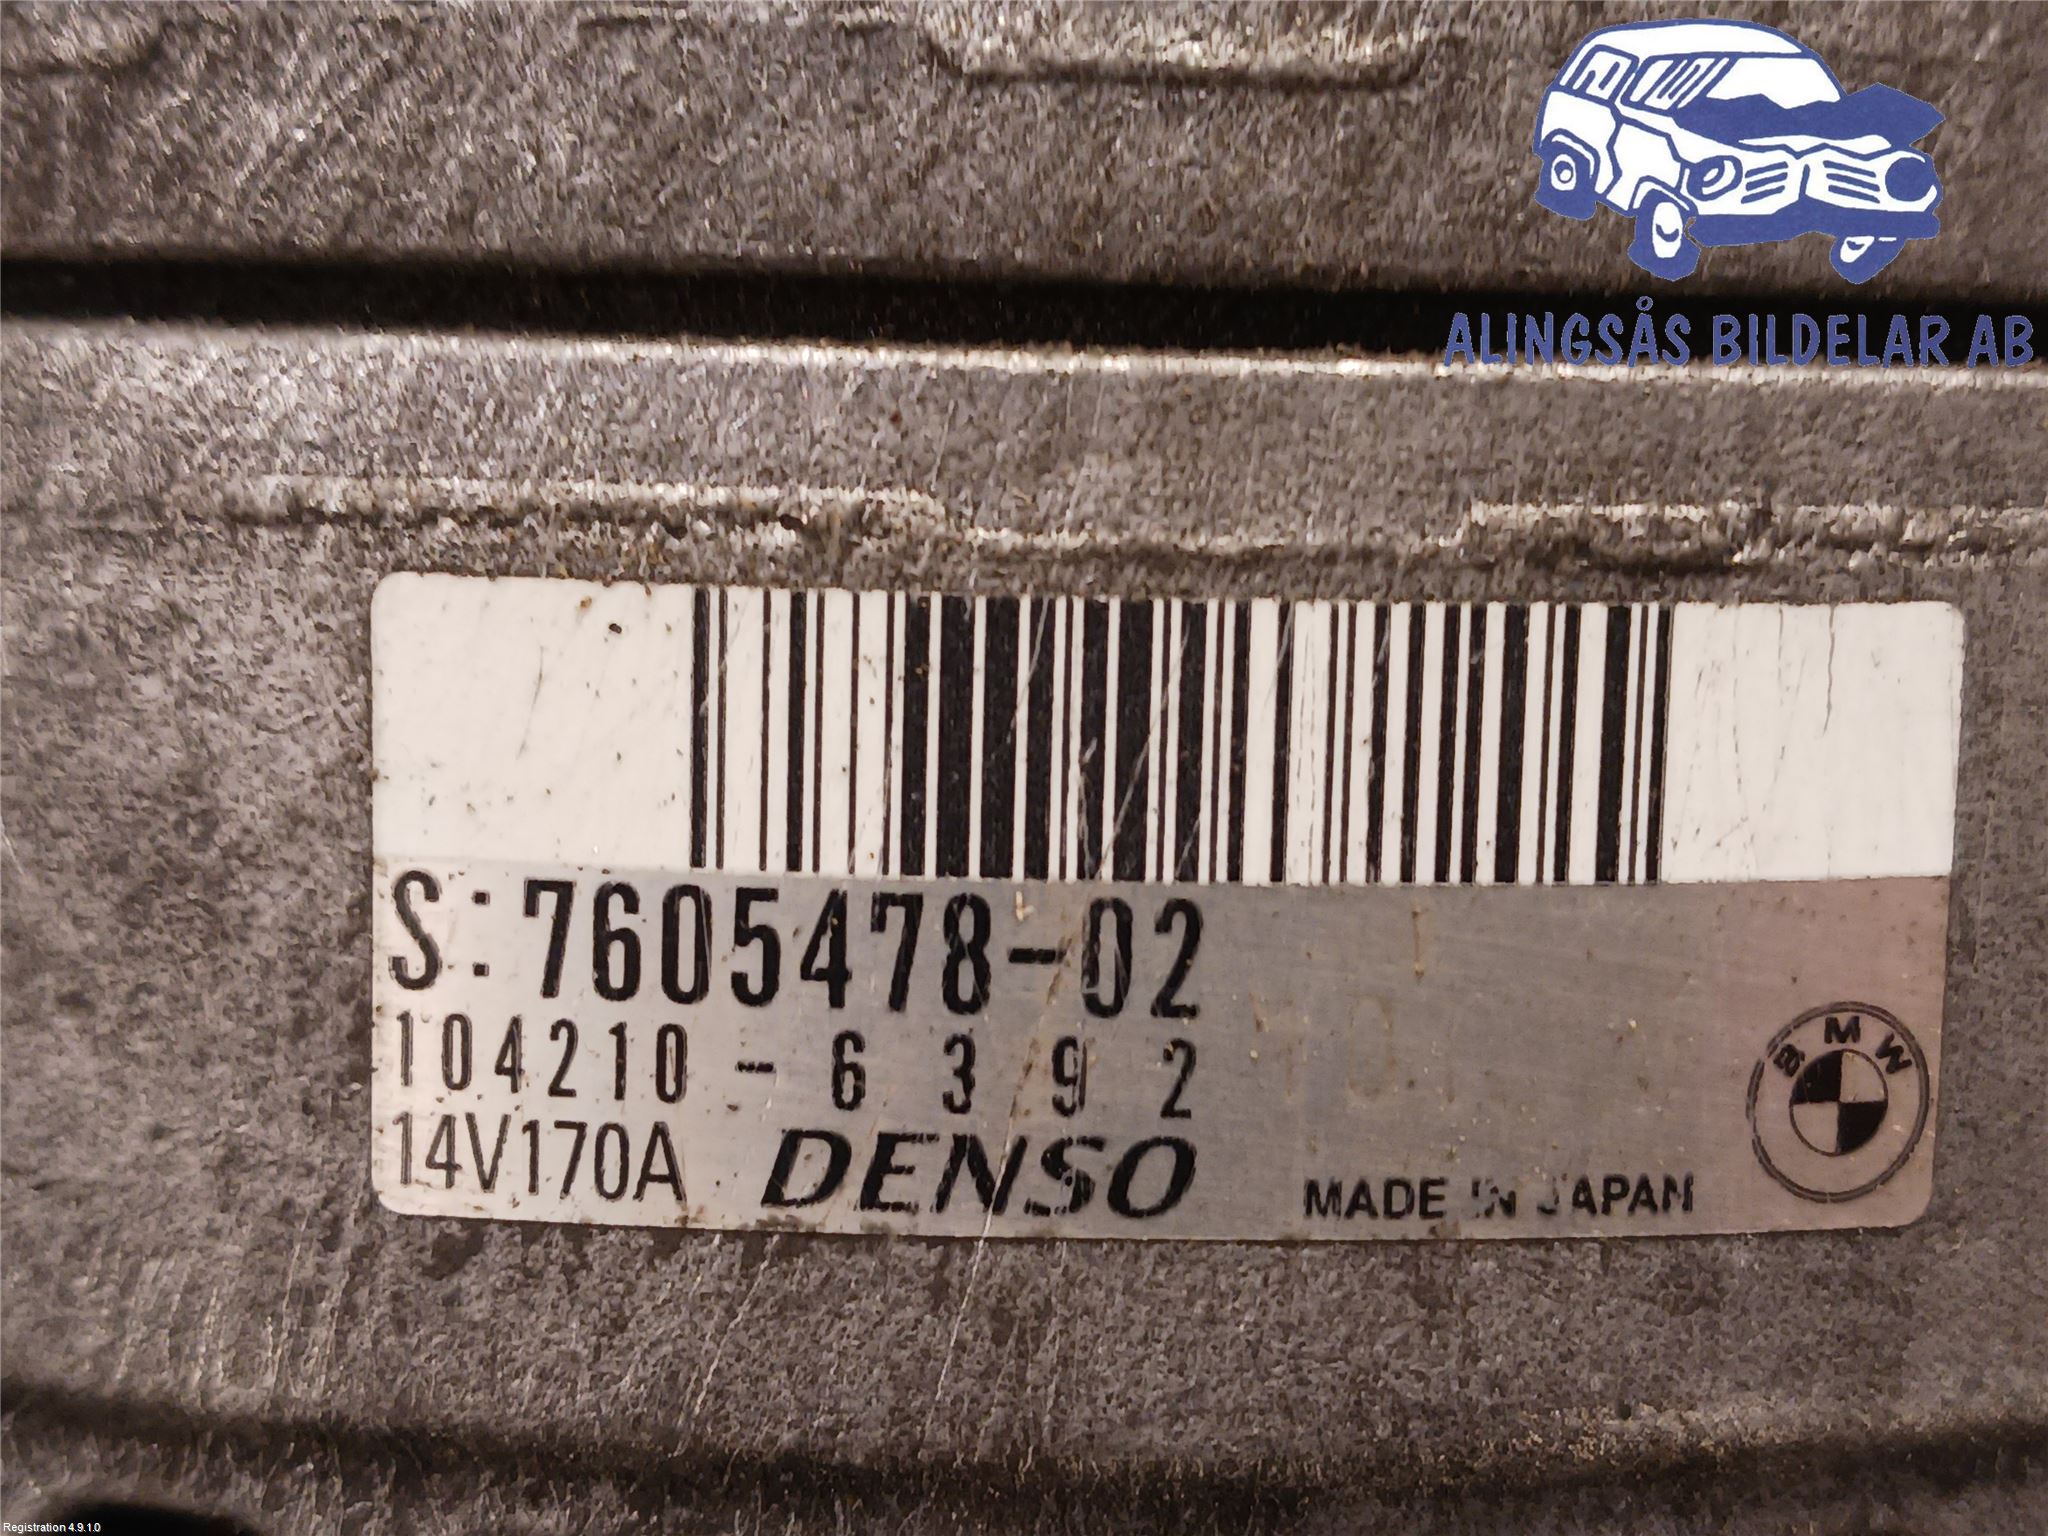 ALINGSÅS BILDELAR AB
S:7605478-02
104210-6392
14V170A DENSO MADE IN JAPAN
BMW
Registration 4.9.1.0